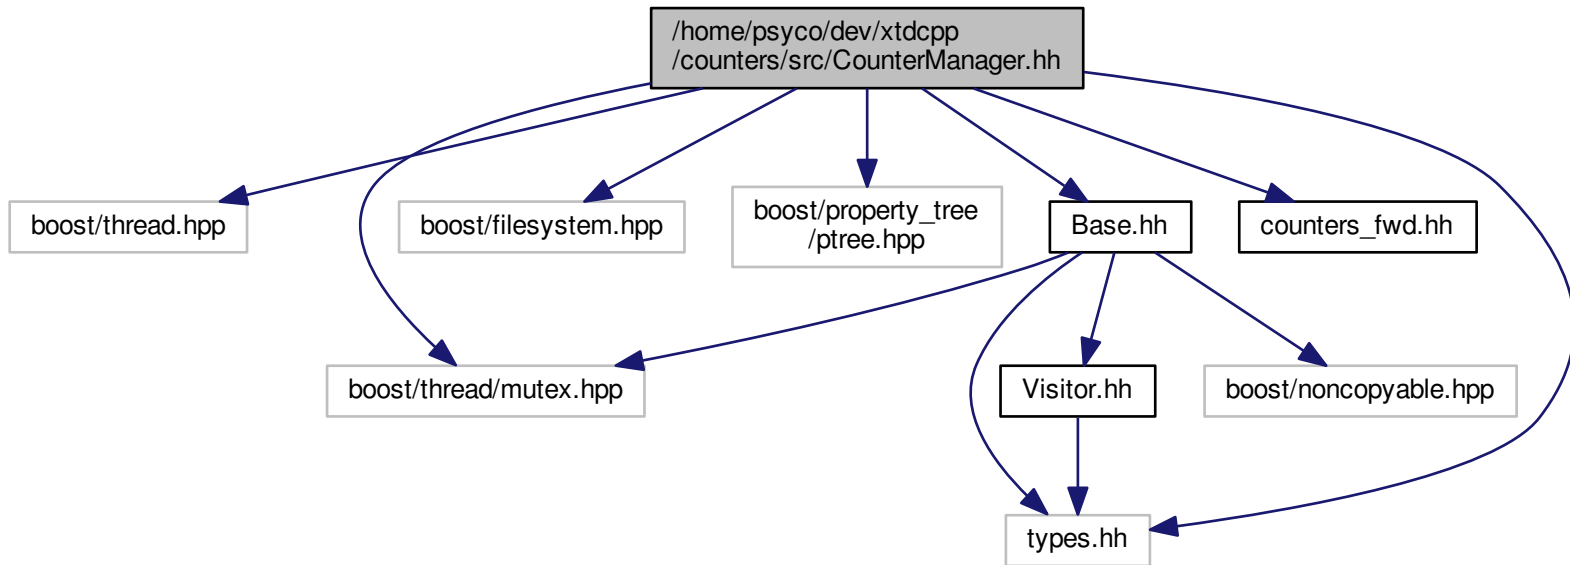 /home/psyco/dev/xtdcpp
/counters/src/CounterManager.hh
boost/thread.hpp
boost/filesystem.hpp
boost/property_tree
/ptree.hpp
Base.hh
counters_fwd.hh
boost/thread/mutex.hpp
Visitor.hh
boost/noncopyable.hpp
types.hh